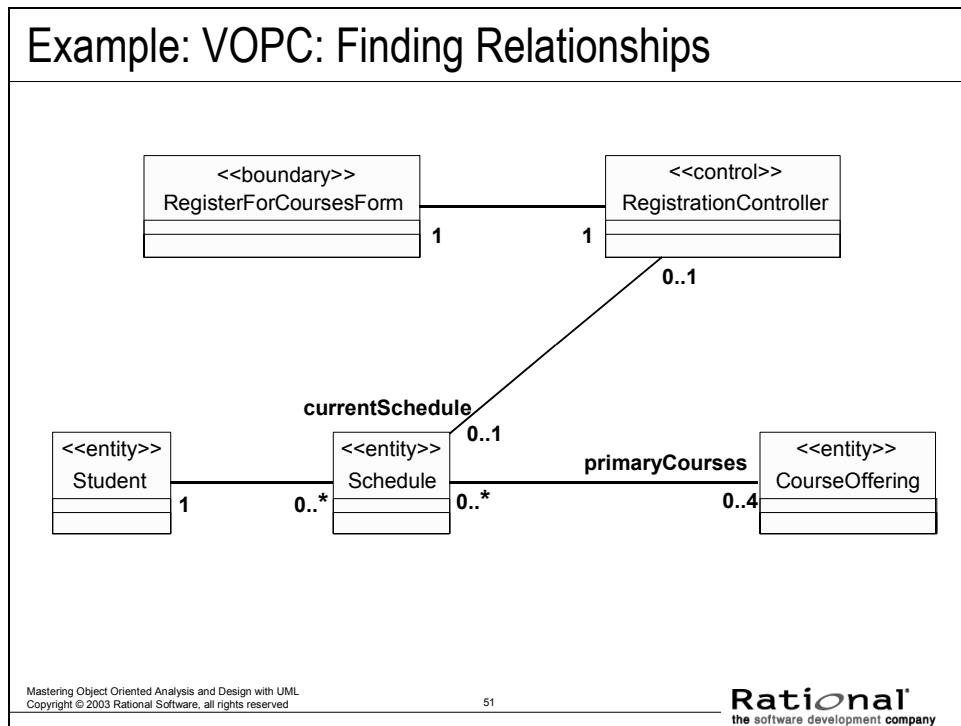 Example: VOPC: Finding Relationships
<<boundary>>
RegisterForCoursesForm
<<control>>
RegistrationController
1
1
0..1
currentSchedule
0..1
<<entity>>
Student
<<entity>>
Schedule
primaryCourses
<<entity>>
CourseOffering
1
0..*
0..*
0..4
Mastering Object Oriented Analysis and Design with UML
Copyright © 2003 Rational Software, all rights reserved
51
Rational
the software development company